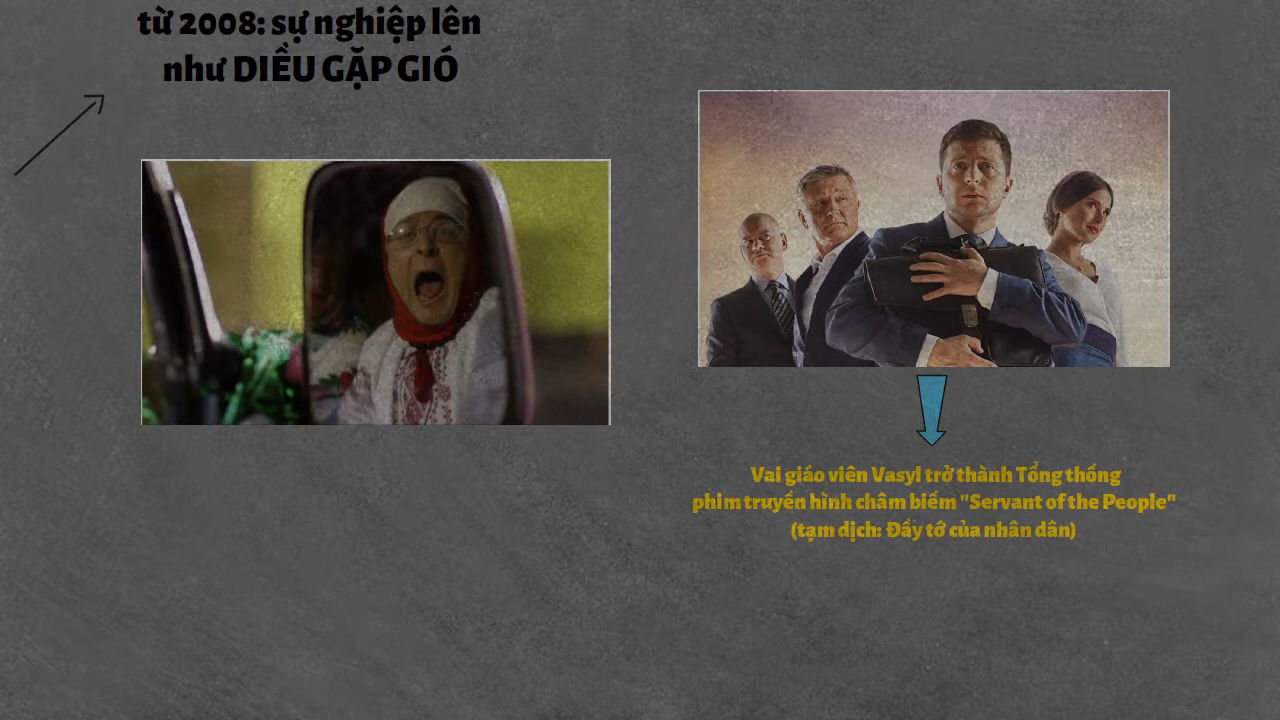 từ 2008: sự nghiệp lên
như DIỀU GẶP GIÓ
Vai giáo viên Vasyl trở thành Tổng thống
phim truyền hình châm biếm "Servant of the People"
(tạm dịch: Đầy tớ của nhân dân)